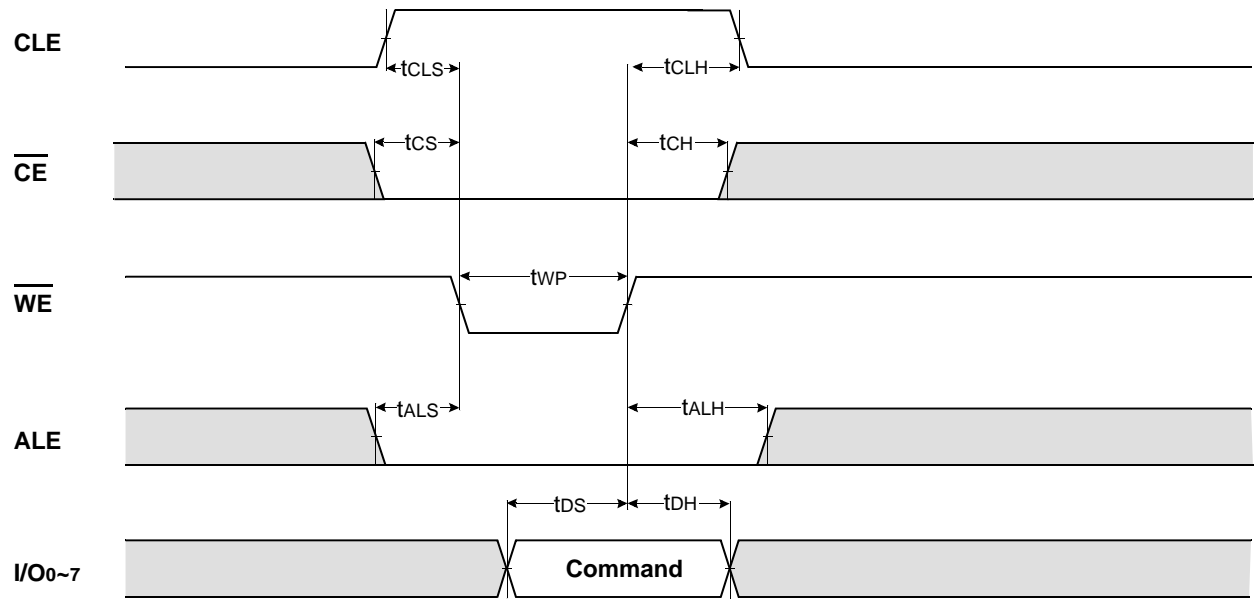 CLE
tCLS
tCLH
CE
tCS
tCH
WE
tWP
ALE
tALS
tALH
tDS
tDH
I/O0~7
Command